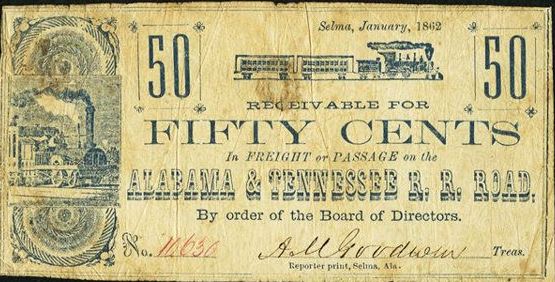 Selma, January, 1862
50
50
RECEIVABLE FOR
FIFTY CENTS
In FREIGHT or PASSAGE on the
ALABAMA & TENNESSEE R. R. ROAD.
By order of the Board of Directors.
No. 10630 A M Goodwin Treas.
Reporter print, Selma, Ala.